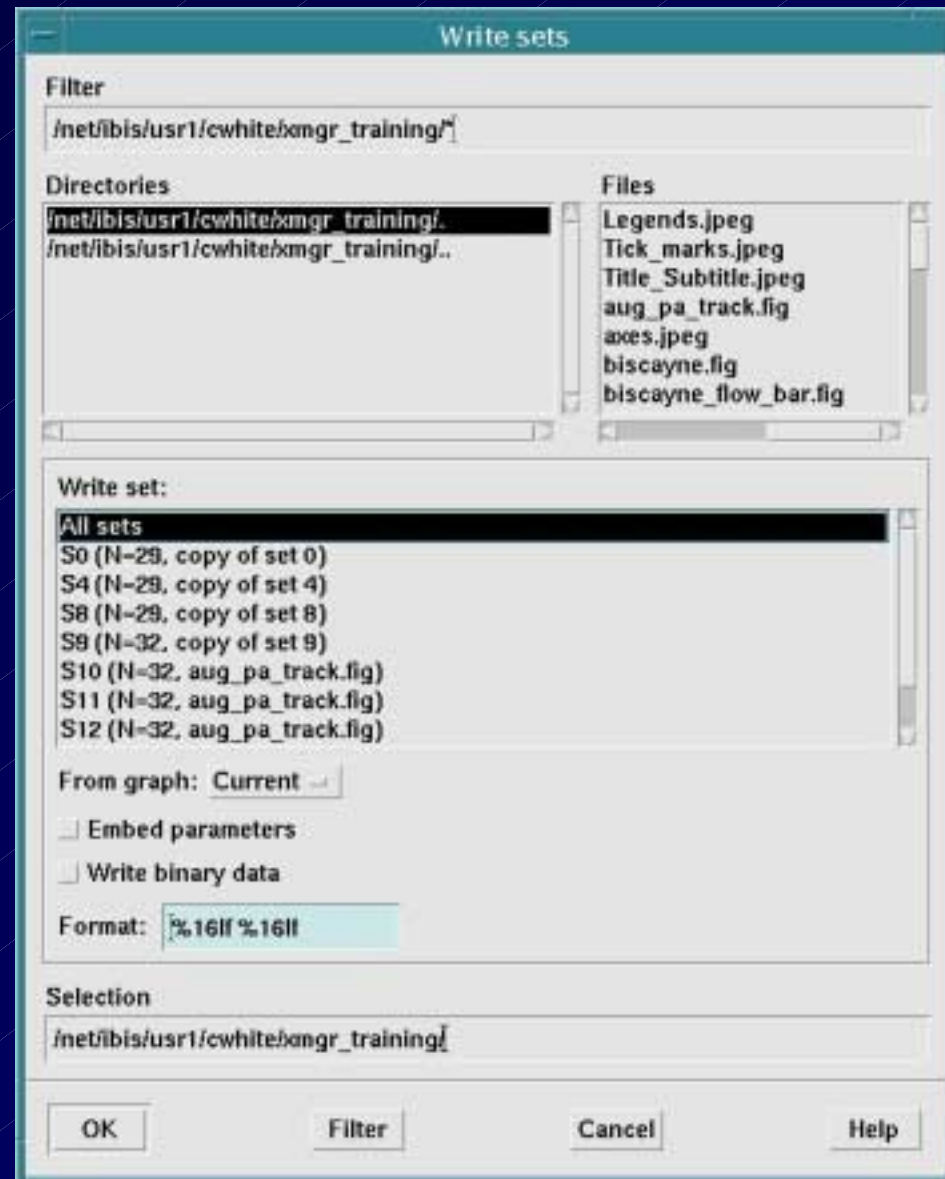 Write sets
Filter
/net/ibis/usr1/cwhite/xmgr_training/*
Directories
/net/ibis/usr1/cwhite/xmgr_training/.
/net/ibis/usr1/cwhite/xmgr_training/..
Files
Legends.jpeg
Tick_marks.jpeg
Title_Subtitle.jpeg
aug_pa_track.fig
axes.jpeg
biscayne.fig
biscayne_flow_bar.fig
Write set:
All sets
S0 (N=29, copy of set 0)
S4 (N=29, copy of set 4)
S8 (N=29, copy of set 8)
S9 (N=32, copy of set 9)
S10 (N=32, aug_pa_track.fig)
S11 (N=32, aug_pa_track.fig)
S12 (N=32, aug_pa_track.fig)
From graph: Current
Embed parameters
Write binary data
Format: %16lf %16lf
Selection
/net/ibis/usr1/cwhite/xmgr_training/
OK Filter Cancel Help